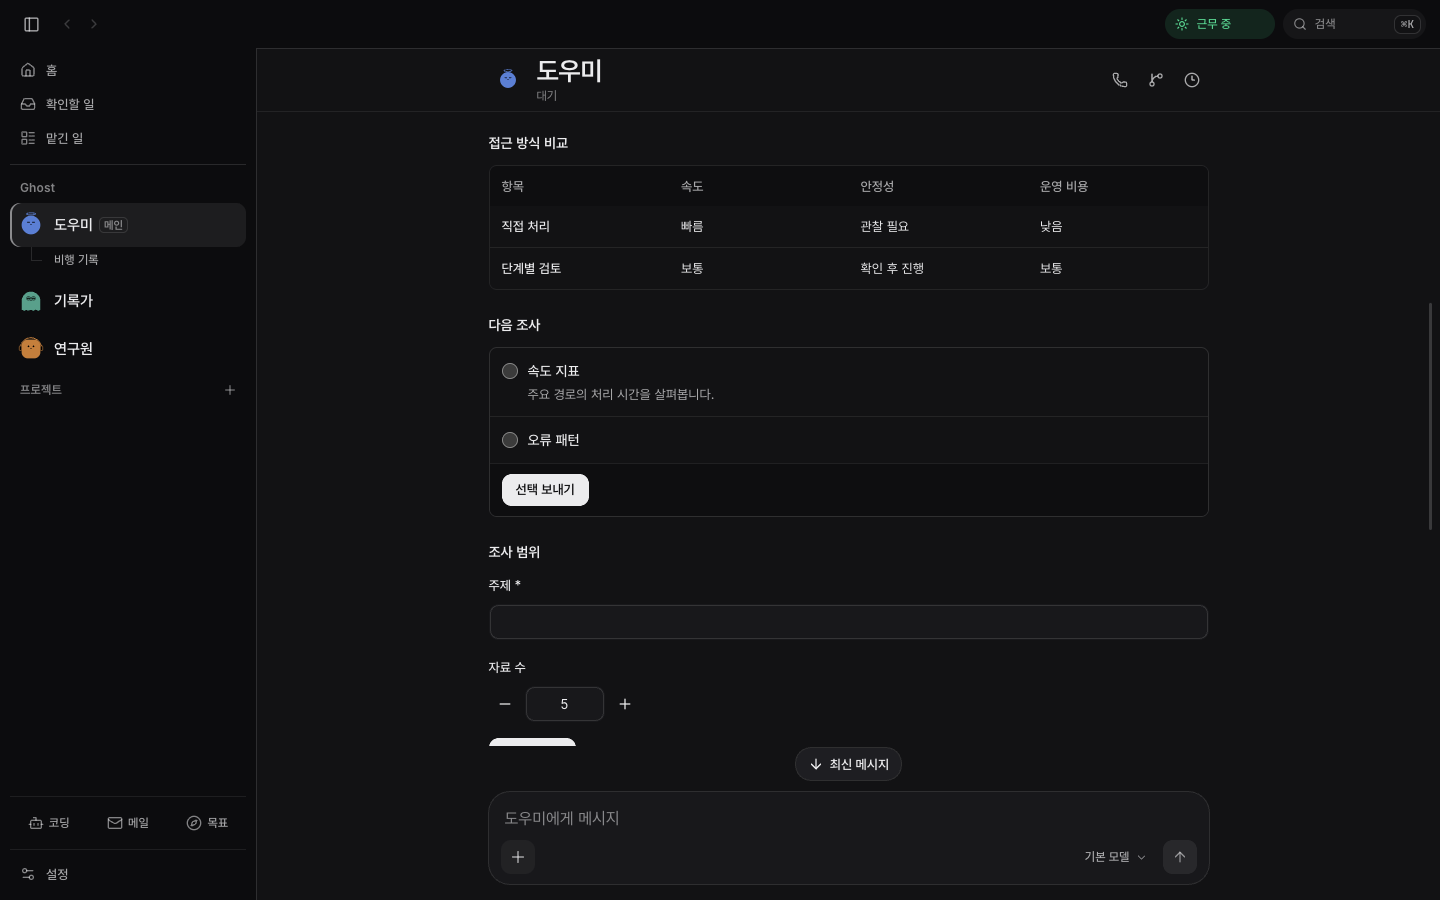 근무 중
검색
⌘K
홈
확인할 일
맡긴 일
Ghost
도우미 메인
비행 기록
기록가
연구원
프로젝트
코딩
메일
목표
설정
도우미
대기
접근 방식 비교
항목 속도 안정성 운영 비용
직접 처리 빠름 관찰 필요 낮음
단계별 검토 보통 확인 후 진행 보통
다음 조사
속도 지표
주요 경로의 처리 시간을 살펴봅니다.
오류 패턴
선택 보내기
조사 범위
주제 *
자료 수
5
최신 메시지
도우미에게 메시지
기본 모델